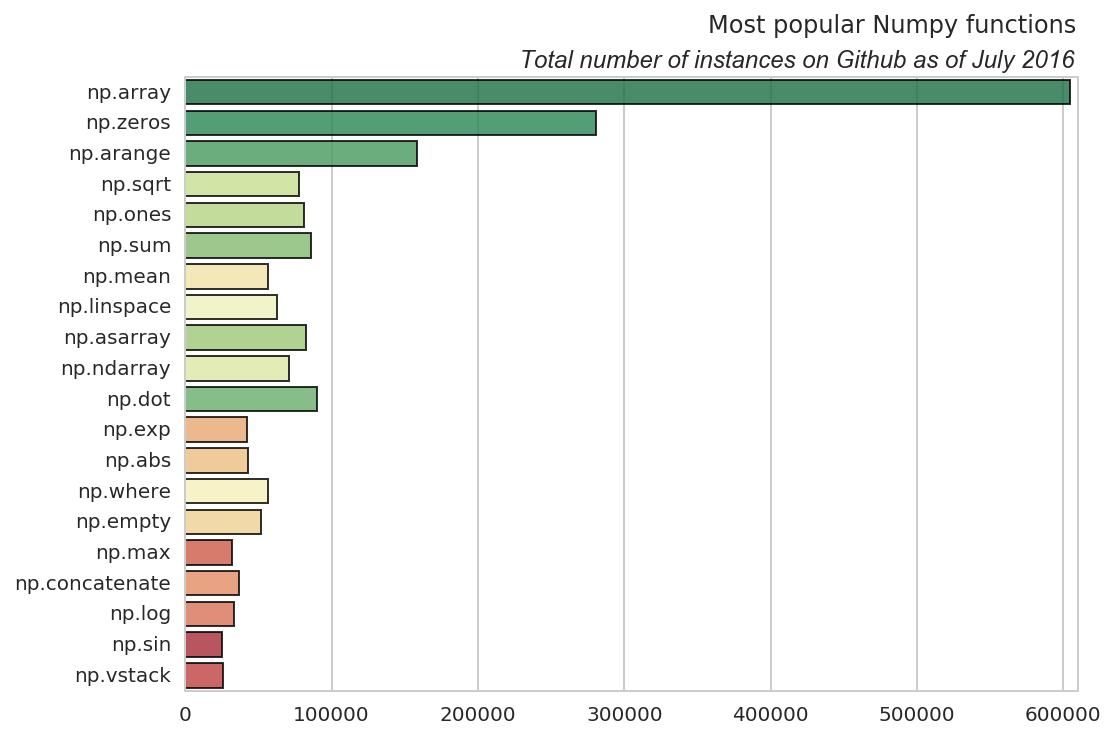 Most popular Numpy functions
Total number of instances on Github as of July 2016
np.array
np.zeros
np.arange
np.sqrt
np.ones
np.sum
np.mean
np.linspace
np.asarray
np.ndarray
np.dot
np.exp
np.abs
np.where
np.empty
np.max
np.concatenate
np.log
np.sin
np.vstack
0 100000 200000 300000 400000 500000 600000